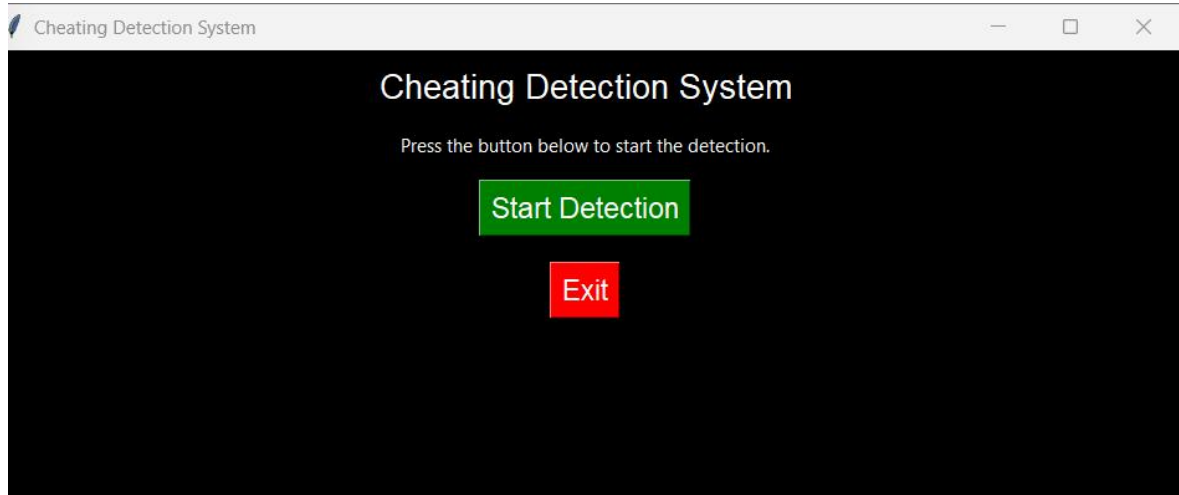 Cheating Detection System
Cheating Detection System
Press the button below to start the detection.
Start Detection
Exit